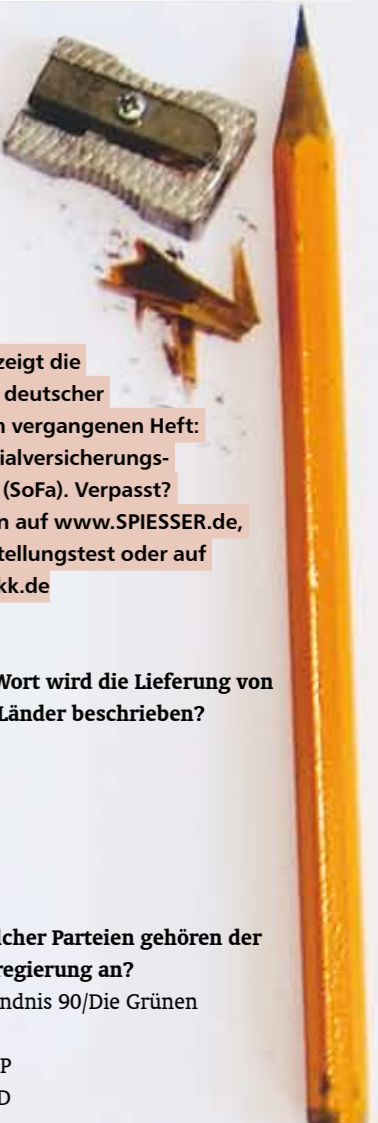 zeigt die
deutscher
n vergangenen Heft:
ialversicherungs-
(SoFa). Verpasst?
n auf www.SPIESSER.de,
tellungstest oder auf
kk.de
Wort wird die Lieferung von
Länder beschrieben?
lcher Parteien gehören der
regierung an?
ndnis 90/Die Grünen
P
D